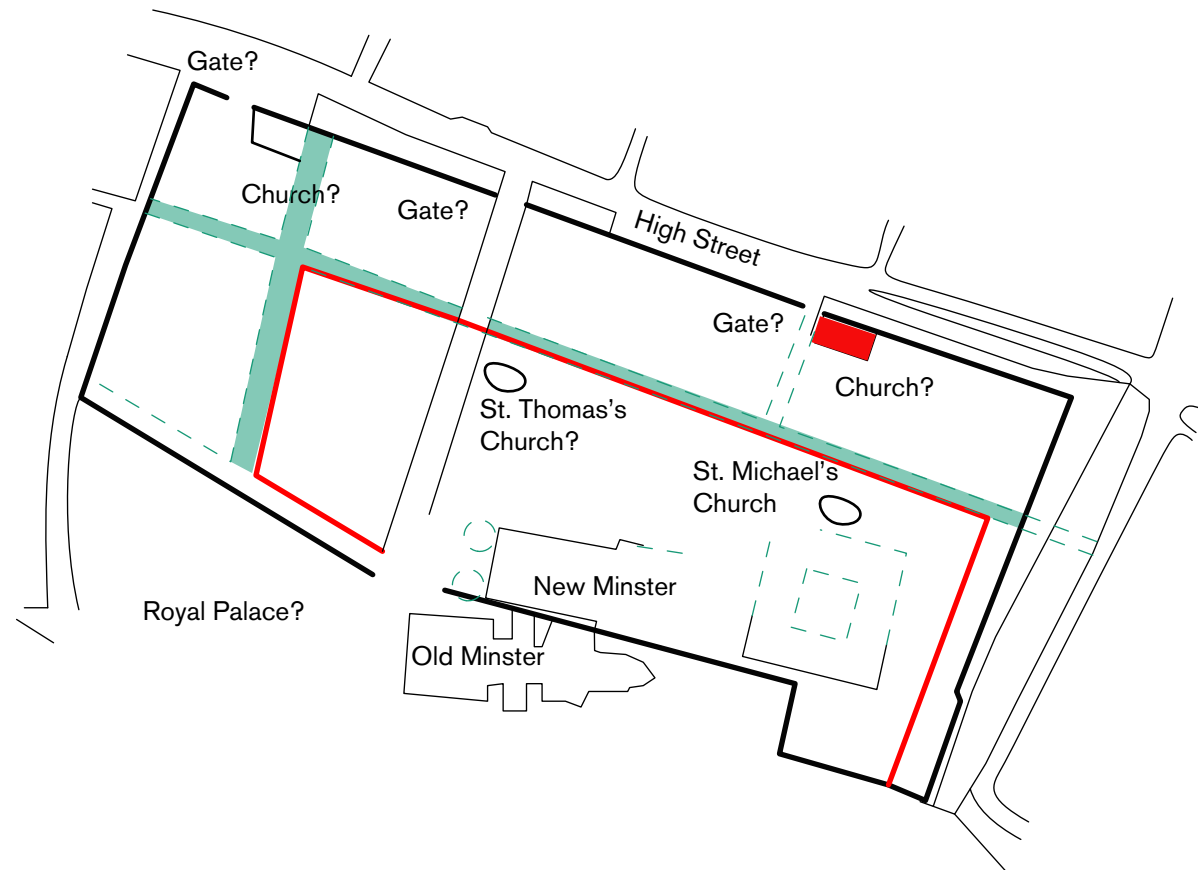 Gate?
Church?
Gate?
High Street
Gate?
Church?
St. Thomas's
Church?
St. Michael's
Church
New Minster
Royal Palace?
Old Minster